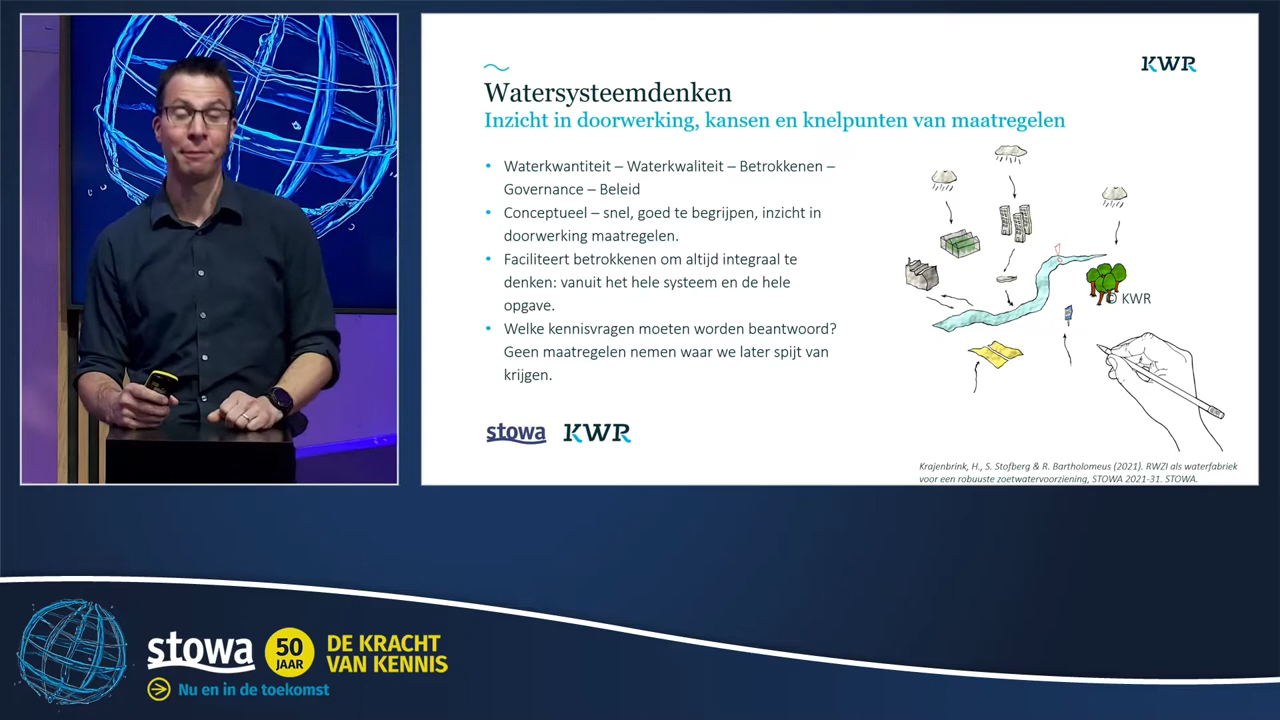 KWR
Watersysteemdenken
Inzicht in doorwerking, kansen en knelpunten van maatregelen
• Waterkwantiteit – Waterkwaliteit – Betrokkenen –
Governance – Beleid
• Conceptueel – snel, goed te begrijpen, inzicht in
doorwerking maatregelen.
• Faciliteert betrokkenen om altijd integraal te
denken: vanuit het hele systeem en de hele
opgave.
• Welke kennisvragen moeten worden beantwoord?
Geen maatregelen nemen waar we later spijt van
krijgen.
© KWR
stowa KWR
Krajenbrink, H., S. Stofberg & R. Bartholomeus (2021). RWZI als waterfabriek
voor een robuuste zoetwatervoorziening, STOWA 2021-31. STOWA.
stowa
50
JAAR
DE KRACHT
VAN KENNIS
Nu en in de toekomst